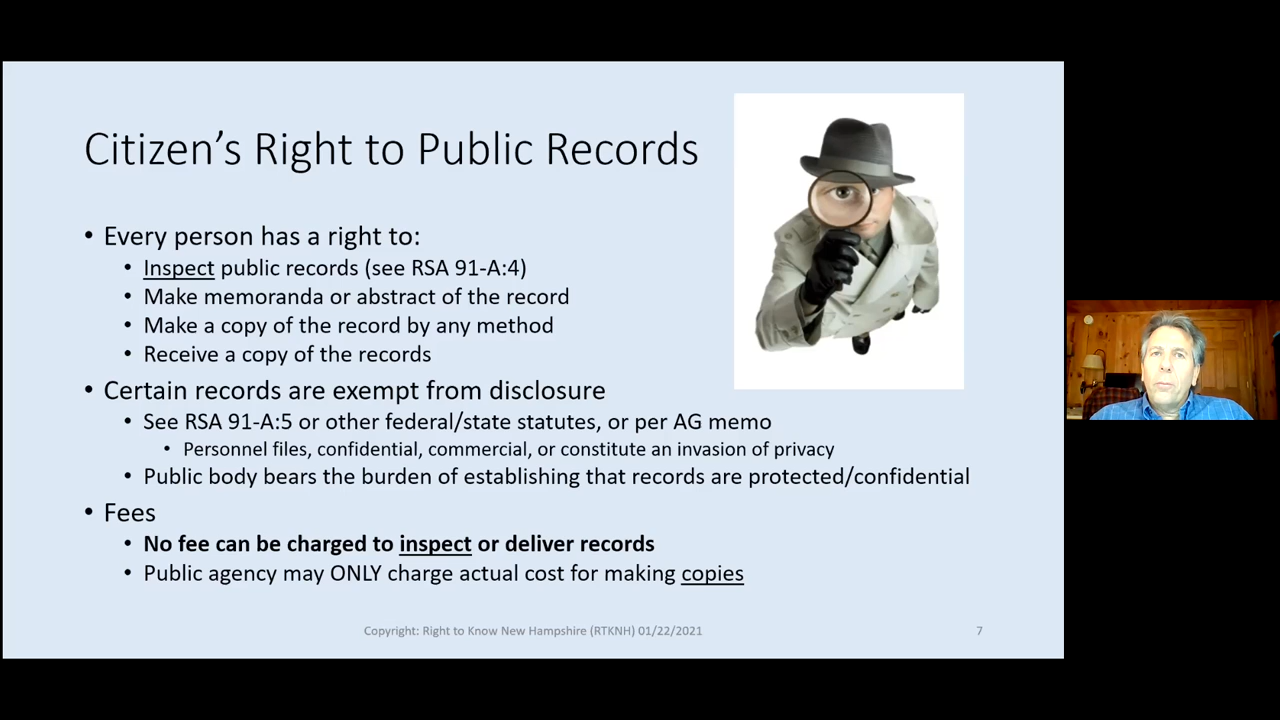 Citizen's Right to Public Records
• Every person has a right to:
• Inspect public records (see RSA 91-A:4)
• Make memoranda or abstract of the record
• Make a copy of the record by any method
• Receive a copy of the records
• Certain records are exempt from disclosure
• See RSA 91-A:5 or other federal/state statutes, or per AG memo
• Personnel files, confidential, commercial, or constitute an invasion of privacy
• Public body bears the burden of establishing that records are protected/confidential
• Fees
• No fee can be charged to inspect or deliver records
• Public agency may ONLY charge actual cost for making copies
Copyright: Right to Know New Hampshire (RTKNH) 01/22/2021
7